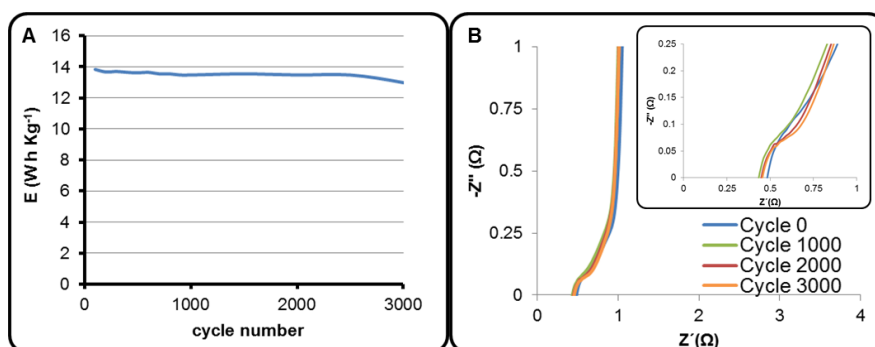 A
16
14
12
10
8
6
4
2
0
E (W h Kg-1)
0
1000
2000
3000
cycle number
B
1
0.75
0.5
0.25
0
-Z'' (Ω)
0
1
2
3
4
Z´(Ω)
0.25
0.2
0.15
0.1
0.05
0
-Z'' (Ω)
0
0.25
0.5
0.75
1
Z´(Ω)
Cycle 0
Cycle 1000
Cycle 2000
Cycle 3000